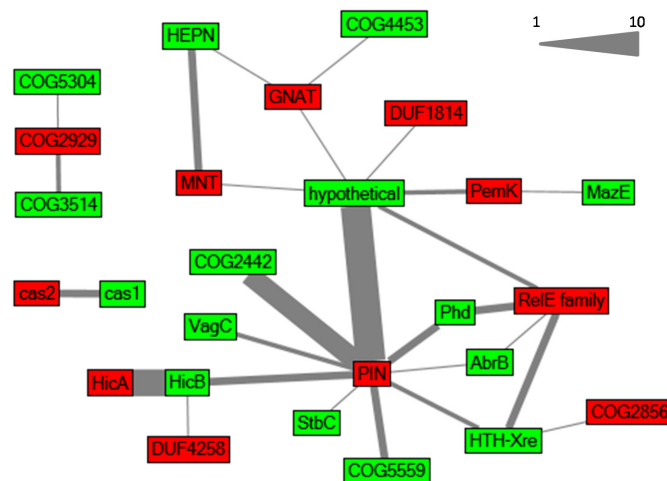 1 10
HEPN
COG4453
COG5304
GNAT
DUF1814
COG2929
MNT
hypothetical
PemK
MazE
COG3514
COG2442
cas2
cas1
Phd
RelE family
VagC
AbrB
HicA
HicB
PIN
COG2856
StbC
HTH-Xre
DUF4258
COG5559